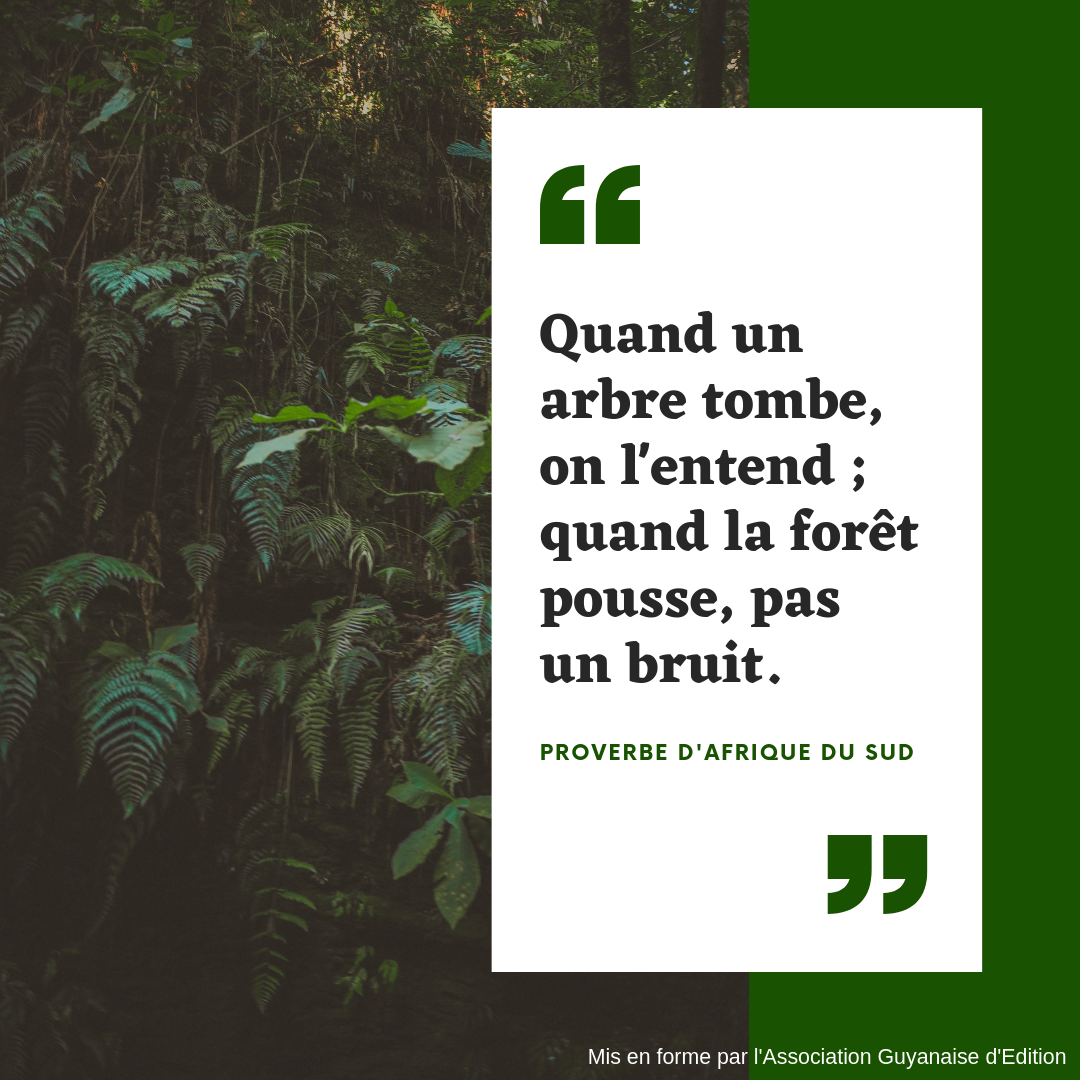 “
Quand un
arbre tombe,
on l'entend ;
quand la forêt
pousse, pas
un bruit.
PROVERBE D'AFRIQUE DU SUD
”
Mis en forme par l'Association Guyanaise d'Edition